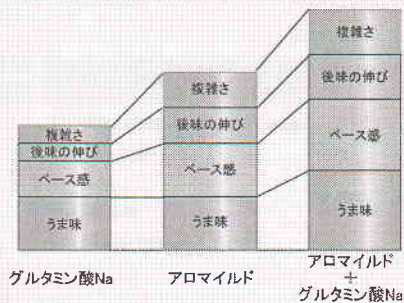 複雑さ
後味の伸び
ベース感
うま味
複雑さ
後味の伸び
ベース感
うま味
複雑さ
後味の伸び
ベース感
うま味
グルタミン酸Na
アロマイルド
アロマイルド
+
グルタミン酸Na